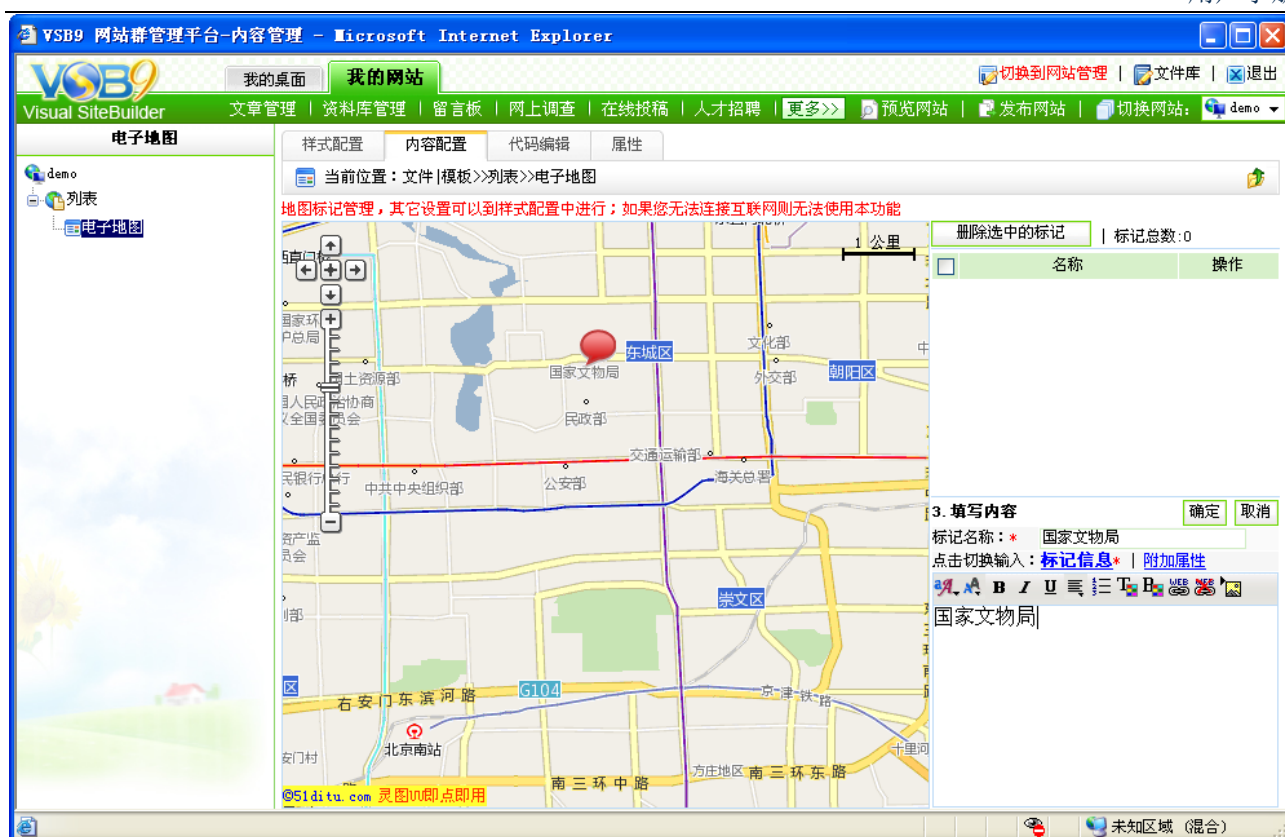 VSB9 网站群管理平台-内容管理 - Microsoft Internet Explorer
VSB9
Visual SiteBuilder
我的桌面 我的网站
切换到网站管理 | 文件库 | 退出
文章管理 | 资料库管理 | 留言板 | 网上调查 | 在线投稿 | 人才招聘 | 更多>> 预览网站 | 发布网站 | 切换网站: demo
电子地图
demo
列表
电子地图
样式配置 内容配置 代码编辑 属性
当前位置：文件|模板>>列表>>电子地图
地图标记管理，其它设置可以到样式配置中进行；如果您无法连接互联网则无法使用本功能
1 公里
文化部
东城区
国家文物局
外交部
朝阳区
国土资源部
民政部
交通运输部
海关总署
中共中央组织部
公安部
崇文区
区
右安门东滨河路
G104
京津铁路
北京南站
安门村
十里河
方庄地区
南三环中路
南三环东路
©51ditu.com 灵图UU即点即用
删除选中的标记 | 标记总数:0
名称 操作
3. 填写内容 确定 取消
标记名称：* 国家文物局
点击切换输入：标记信息* | 附加属性
国家文物局
未知区域 (混合)